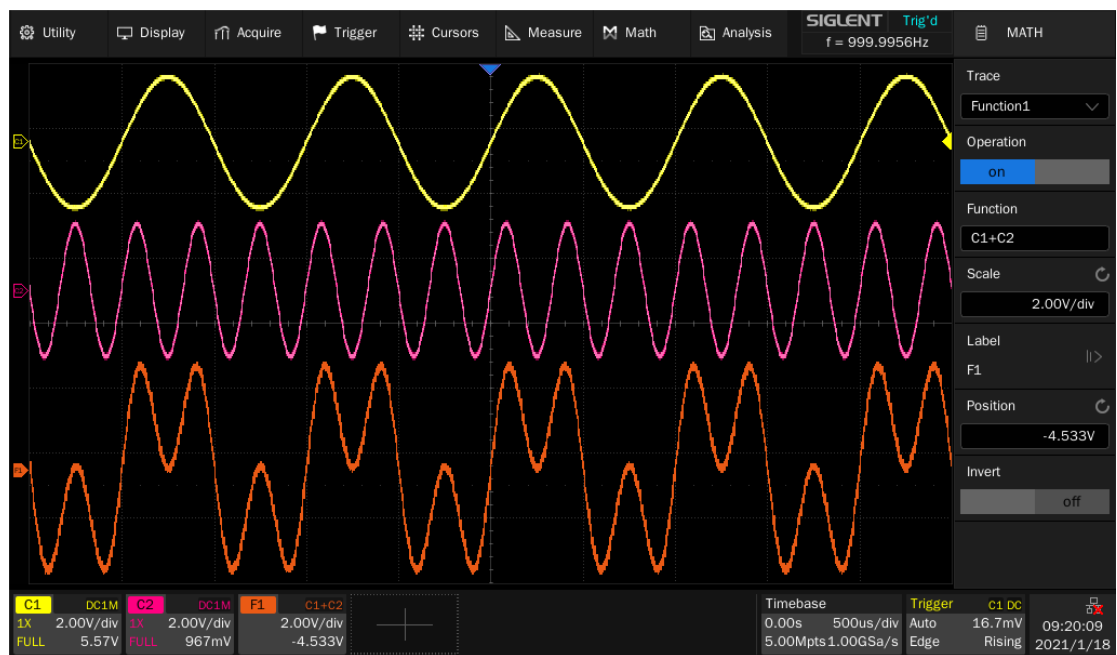 Utility Display Acquire Trigger Cursors Measure Math Analysis SIGLENT Trig'd
f = 999.9956Hz
MATH
Trace
Function1
Operation
on
Function
C1+C2
Scale
2.00V/div
Label
F1
Position
-4.533V
Invert
off
C1
C2
F1
C1 DC1M
1X 2.00V/div
FULL 5.57V
C2 DC1M
1X 2.00V/div
FULL 967mV
F1 C1+C2
2.00V/div
-4.533V
Timebase
0.00s 500us/div
5.00Mpts 1.00GSa/s
Trigger C1 DC
Auto 16.7mV
Edge Rising
09:20:09
2021/1/18